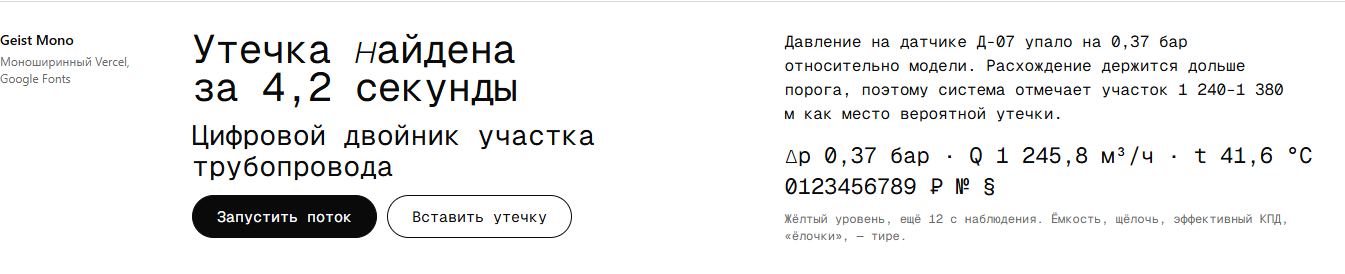 Geist Mono
Моноширинный Vercel,
Google Fonts
Утечка найдена
за 4,2 секунды
Цифровой двойник участка
трубопровода
Запустить поток
Вставить утечку
Давление на датчике Д-07 упало на 0,37 бар
относительно модели. Расхождение держится дольше
порога, поэтому система отмечает участок 1 240–1 380
м как место вероятной утечки.
Δp 0,37 бар · Q 1 245,8 м³/ч · t 41,6 °C
0123456789 ₽ № §
Жёлтый уровень, ещё 12 с наблюдения. Ёмкость, щёлочь, эффективный КПД,
«ёлочки», — тире.